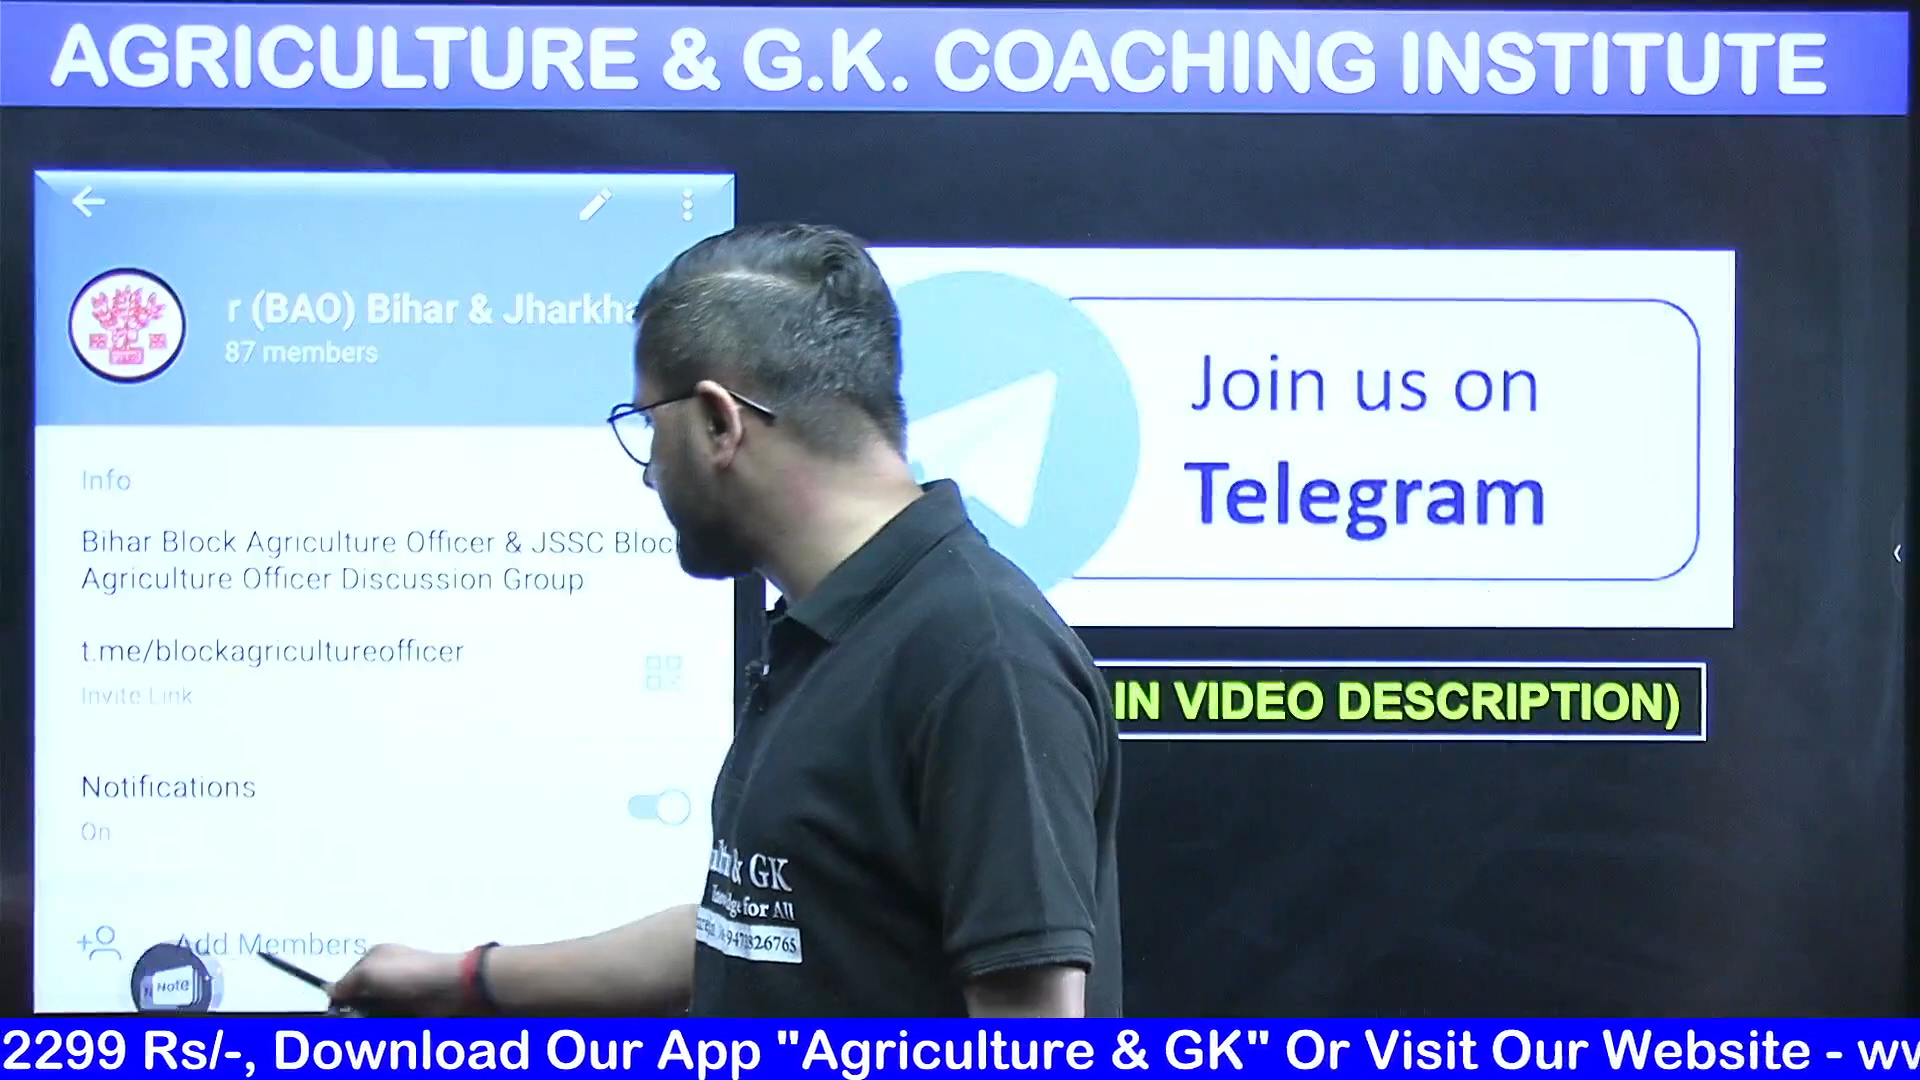 AGRICULTURE & G.K. COACHING INSTITUTE
r (BAO) Bihar & Jharkha
87 members
Info
Bihar Block Agriculture Officer & JSSC Bloc
Agriculture Officer Discussion Group
t.me/blockagricultureofficer
Invite Link
Notifications
On
Add Members
Note
Join us on
Telegram
IN VIDEO DESCRIPTION)
& GK
for All
2299 Rs/-, Download Our App "Agriculture & GK" Or Visit Our Website - ww